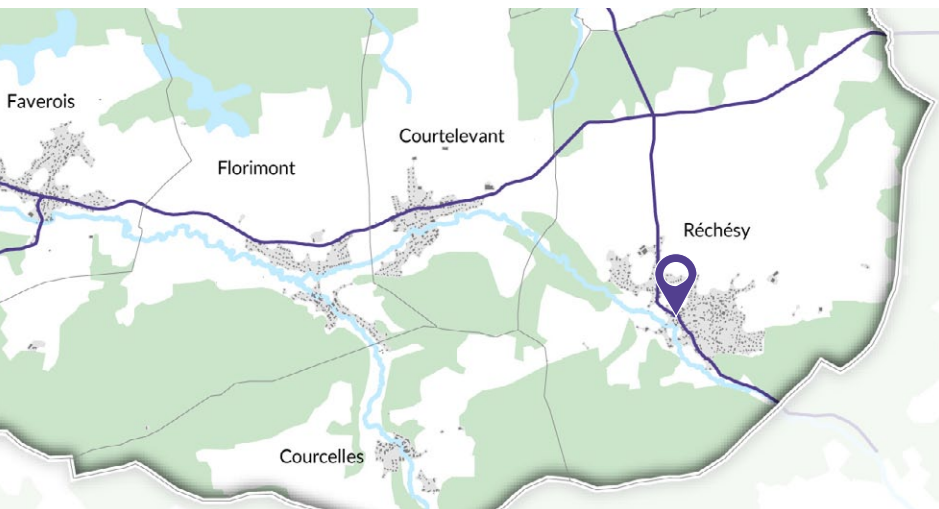 Faverois
Courtelevant
Florimont
Réchésy
Courcelles